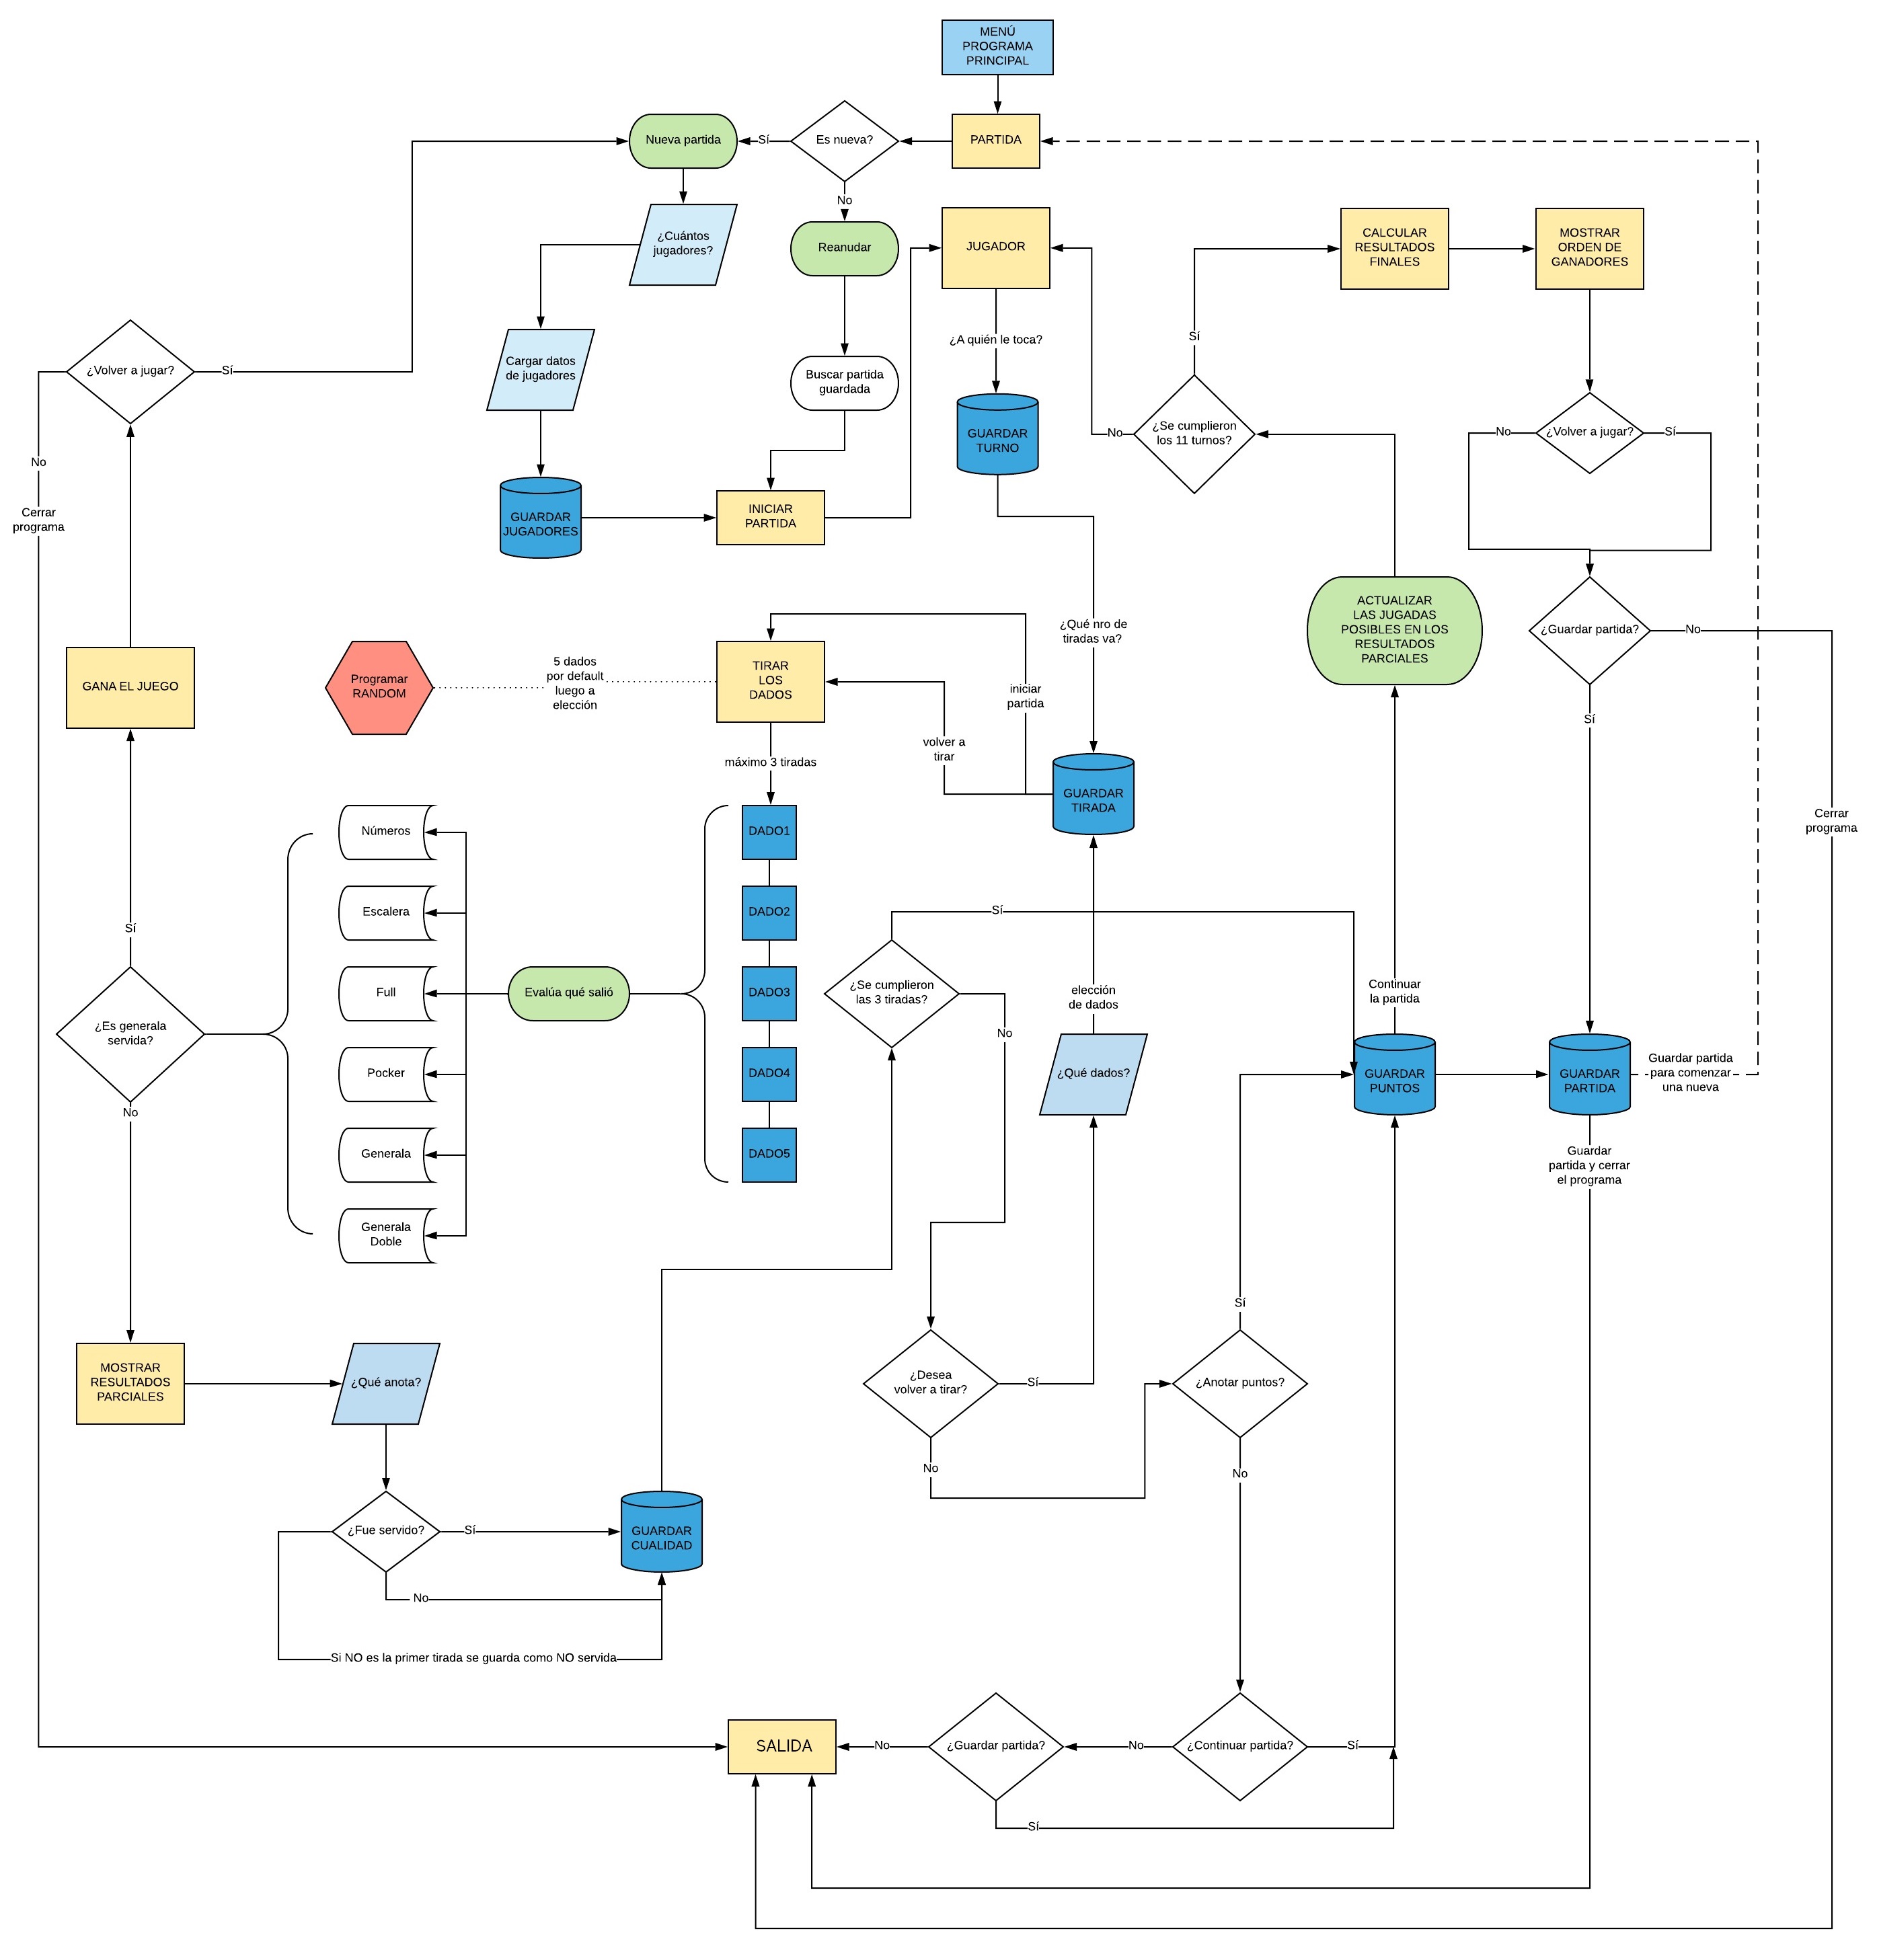 MENÚ
PROGRAMA
PRINCIPAL
Nueva partida
Sí
Es nueva?
PARTIDA
No
¿Cuántos
jugadores?
Reanudar
JUGADOR
CALCULAR
RESULTADOS
FINALES
MOSTRAR
ORDEN DE
GANADORES
¿A quién le toca?
Sí
¿Volver a jugar?
Sí
Cargar datos
de jugadores
Buscar partida
guardada
GUARDAR
TURNO
No
¿Se cumplieron
los 11 turnos?
No
¿Volver a jugar?
Sí
No
Cerrar
programa
GUARDAR
JUGADORES
INICIAR
PARTIDA
¿Qué nro de
tiradas va?
ACTUALIZAR
LAS JUGADAS
POSIBLES EN LOS
RESULTADOS
PARCIALES
¿Guardar partida?
No
GANA EL JUEGO
Programar
RANDOM
5 dados
por default
luego a
elección
TIRAR
LOS
DADOS
iniciar
partida
Sí
volver a
tirar
máximo 3 tiradas
GUARDAR
TIRADA
Cerrar
programa
Números
DADO1
Escalera
DADO2
Sí
Sí
Full
Evalúa qué salió
DADO3
¿Se cumplieron
las 3 tiradas?
elección
de dados
Continuar
la partida
¿Es generala
servida?
No
Pocker
DADO4
¿Qué dados?
GUARDAR
PUNTOS
GUARDAR
PARTIDA
Guardar partida
para comenzar
una nueva
No
Generala
DADO5
Guardar
partida y cerrar
el programa
Generala
Doble
Sí
MOSTRAR
RESULTADOS
PARCIALES
¿Qué anota?
¿Desea
volver a tirar?
Sí
¿Anotar puntos?
No
No
¿Fue servido?
Sí
GUARDAR
CUALIDAD
No
Si NO es la primer tirada se guarda como NO servida
SALIDA
No
¿Guardar partida?
No
¿Continuar partida?
Sí
Sí